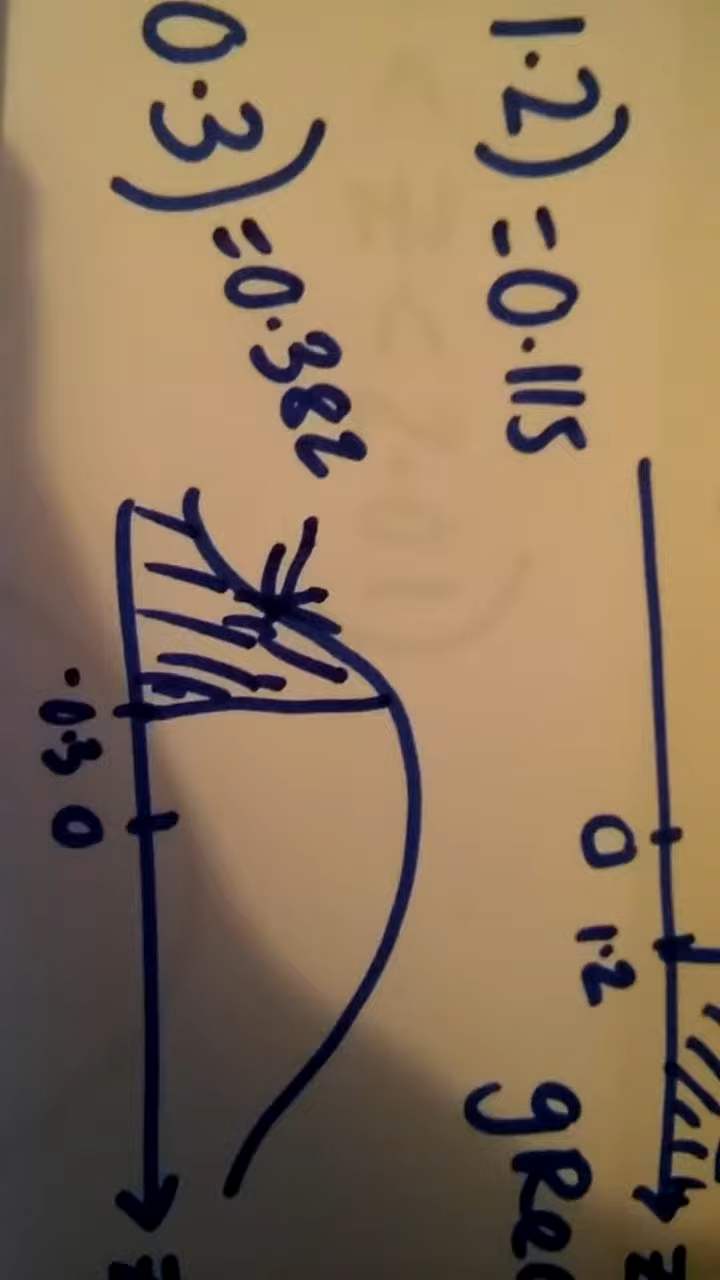 1.2) = 0.115
0 1.2
gRe
0.3) = 0.382
-0.3 0